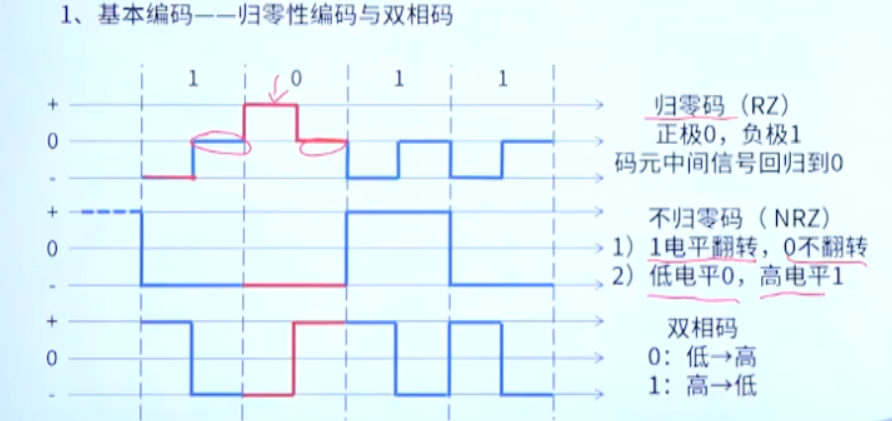 1、基本编码——归零性编码与双相码
1 0 1 1
+
0
-
归零码（RZ）
正极0，负极1
码元中间信号回归到0
+
0
-
不归零码（ NRZ）
1）1电平翻转，0不翻转
2）低电平0，高电平1
+
0
-
双相码
0：低→高
1：高→低